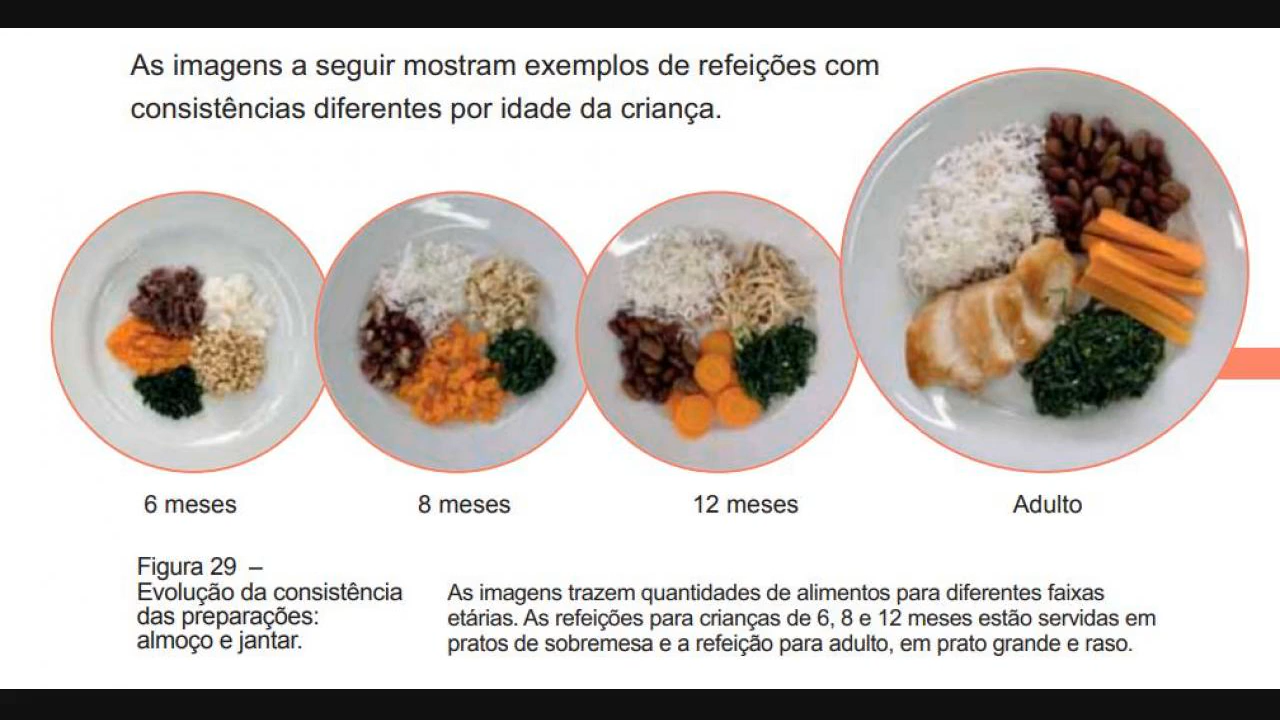 As imagens a seguir mostram exemplos de refeições com
consistências diferentes por idade da criança.
6 meses
8 meses
12 meses
Adulto
Figura 29 –
Evolução da consistência
das preparações:
almoço e jantar.
As imagens trazem quantidades de alimentos para diferentes faixas
etárias. As refeições para crianças de 6, 8 e 12 meses estão servidas em
pratos de sobremesa e a refeição para adulto, em prato grande e raso.